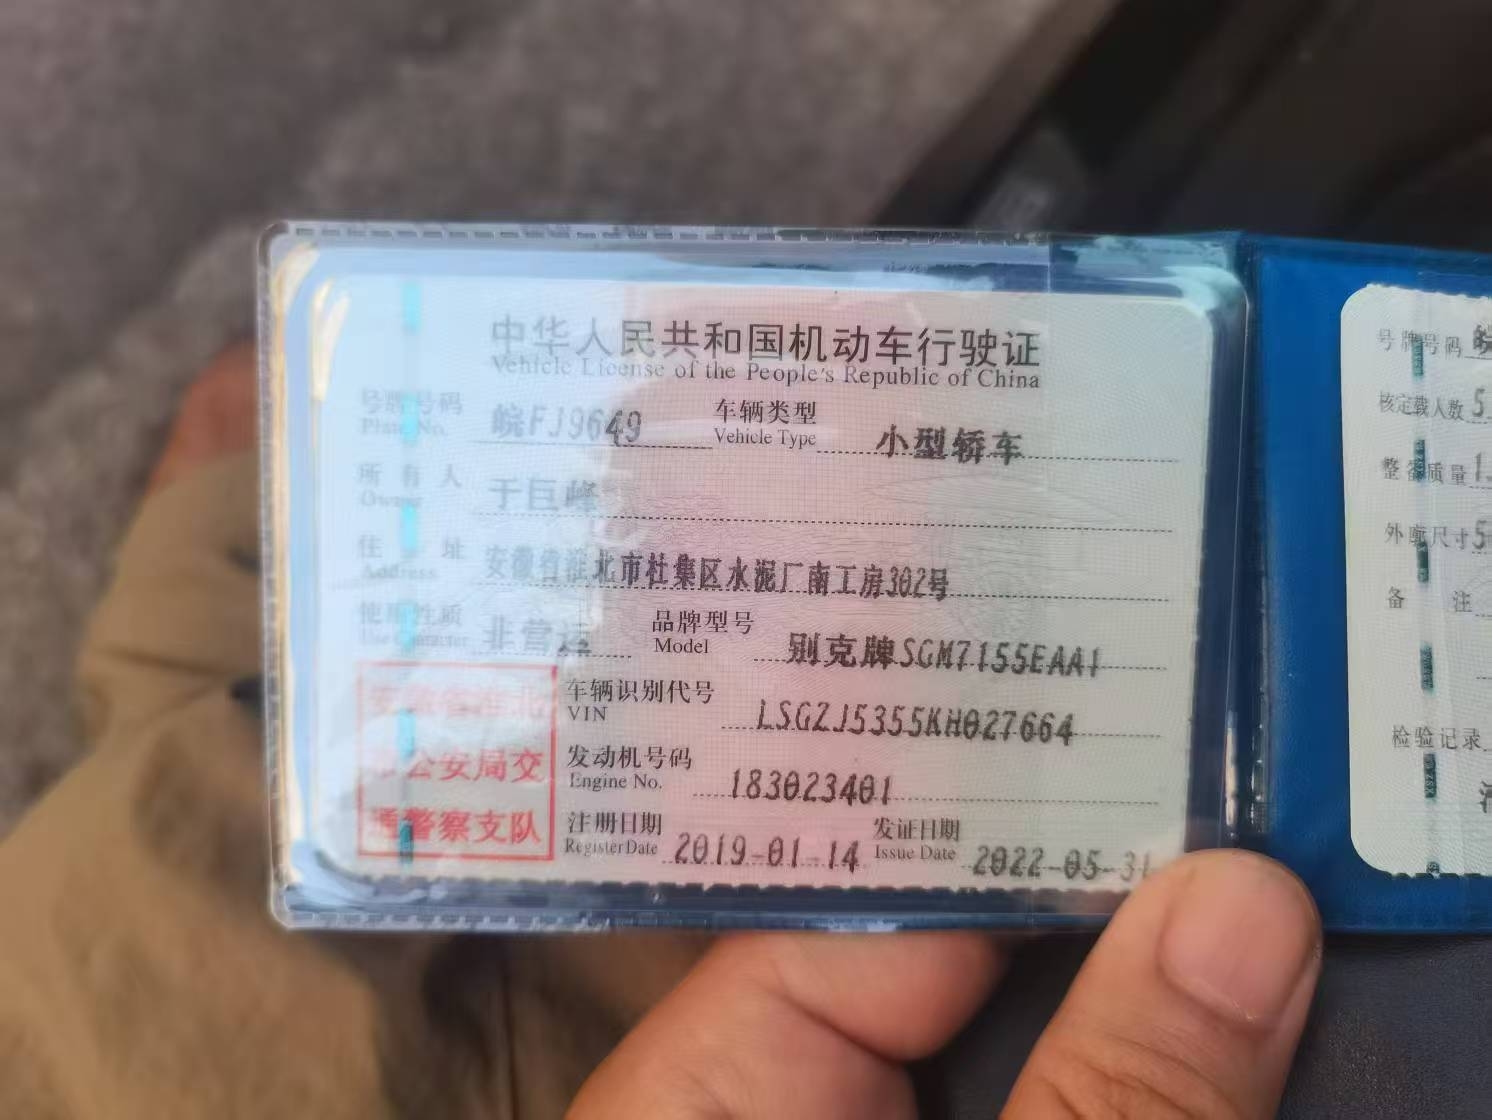 中华人民共和国机动车行驶证
Vehicle License of the People's Republic of China
号牌号码 皖FJ9649 车辆类型 小型轿车
Plate No. Vehicle Type
所有人 于巨峰
Owner
住址 安徽省淮北市杜集区水泥厂南工房302号
Address
使用性质 非营运 品牌型号 别克牌SGM7155EAA1
Use Character Model
安徽省淮北
市公安局交
通警察支队
车辆识别代号 LSGZJ5355KH027664
VIN
发动机号码 183023401
Engine No.
注册日期 2019-01-14 发证日期 2022-05-31
Register Date Issue Date
号牌号码 皖
核定载人数 5
整备质量 1
外廓尺寸 5
备注
检验记录